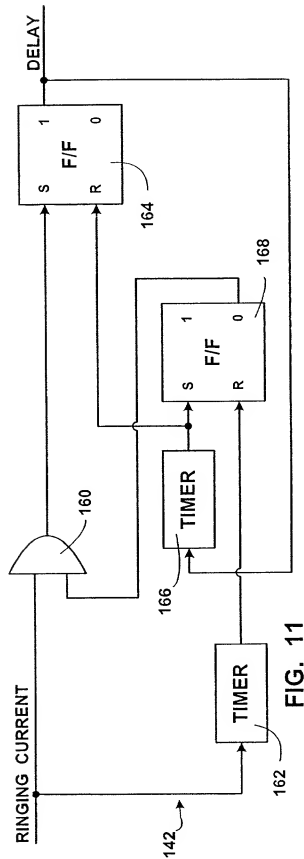 RINGING CURRENT
DELAY
160
S 1
F/F
R 0
164
S 1
F/F
R 0
168
TIMER
166
TIMER
162
142
FIG. 11